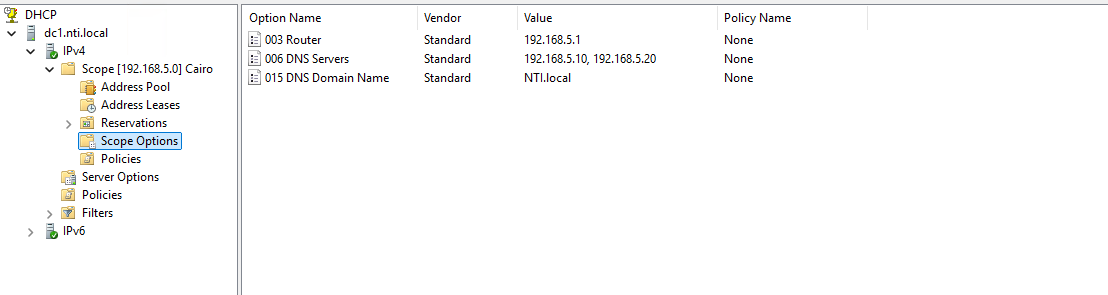 DHCP
dc1.nti.local
IPv4
Scope [192.168.5.0] Cairo
Address Pool
Address Leases
Reservations
Scope Options
Policies
Server Options
Policies
Filters
IPv6
Option Name Vendor Value Policy Name
003 Router Standard 192.168.5.1 None
006 DNS Servers Standard 192.168.5.10, 192.168.5.20 None
015 DNS Domain Name Standard NTI.local None